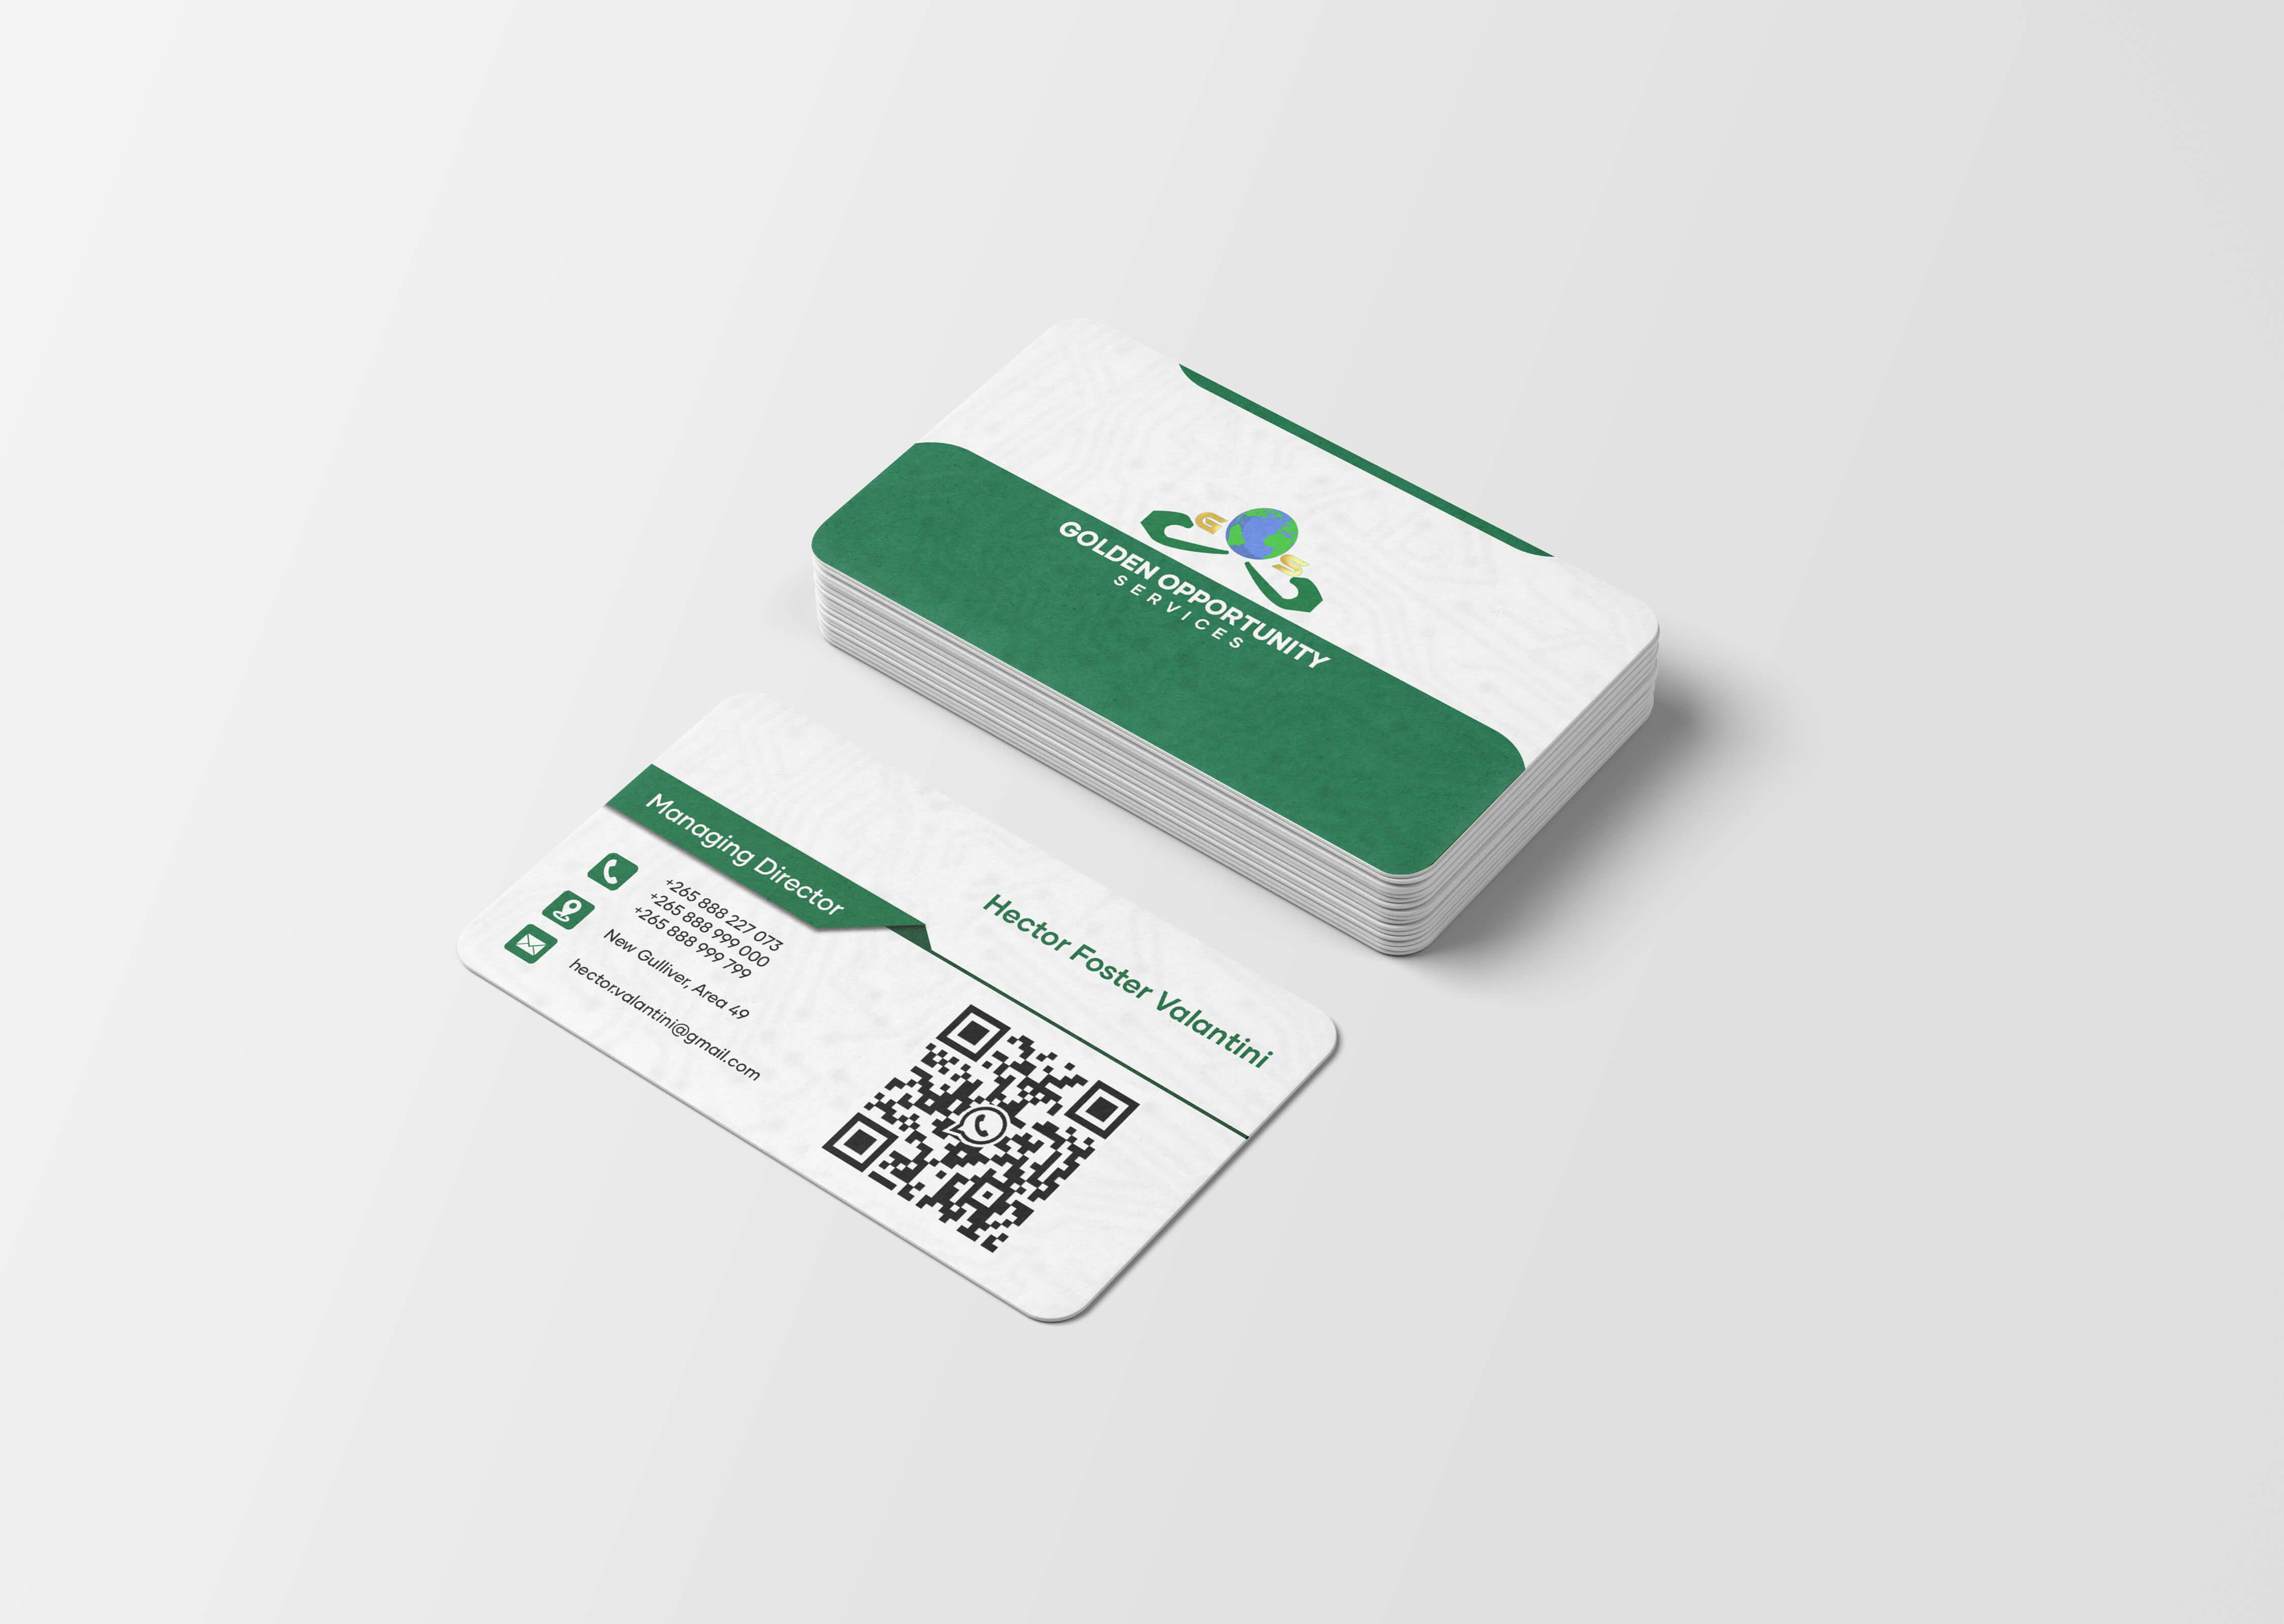 G S
GOLDEN OPPORTUNITY
SERVICES
Hector Foster Valantini
Managing Director
+265 888 227 073
+265 888 999 000
+265 888 999 799
New Gulliver, Area 49
hector.valantini@gmail.com